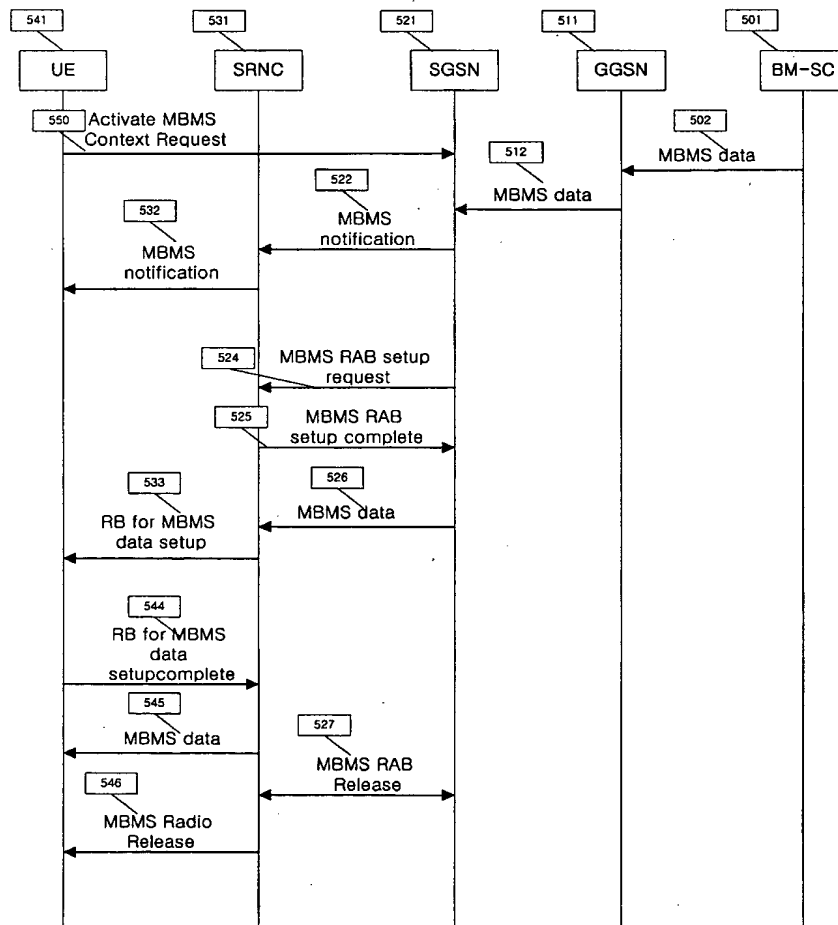 541
531
521
511
501
UE
SRNC
SGSN
GGSN
BM-SC
550
Activate MBMS
Context Request
502
MBMS data
512
MBMS data
522
MBMS
notification
532
MBMS
notification
524
MBMS RAB setup
request
525
MBMS RAB
setup complete
526
MBMS data
533
RB for MBMS
data setup
544
RB for MBMS
data
setupcomplete
545
MBMS data
527
MBMS RAB
Release
546
MBMS Radio
Release